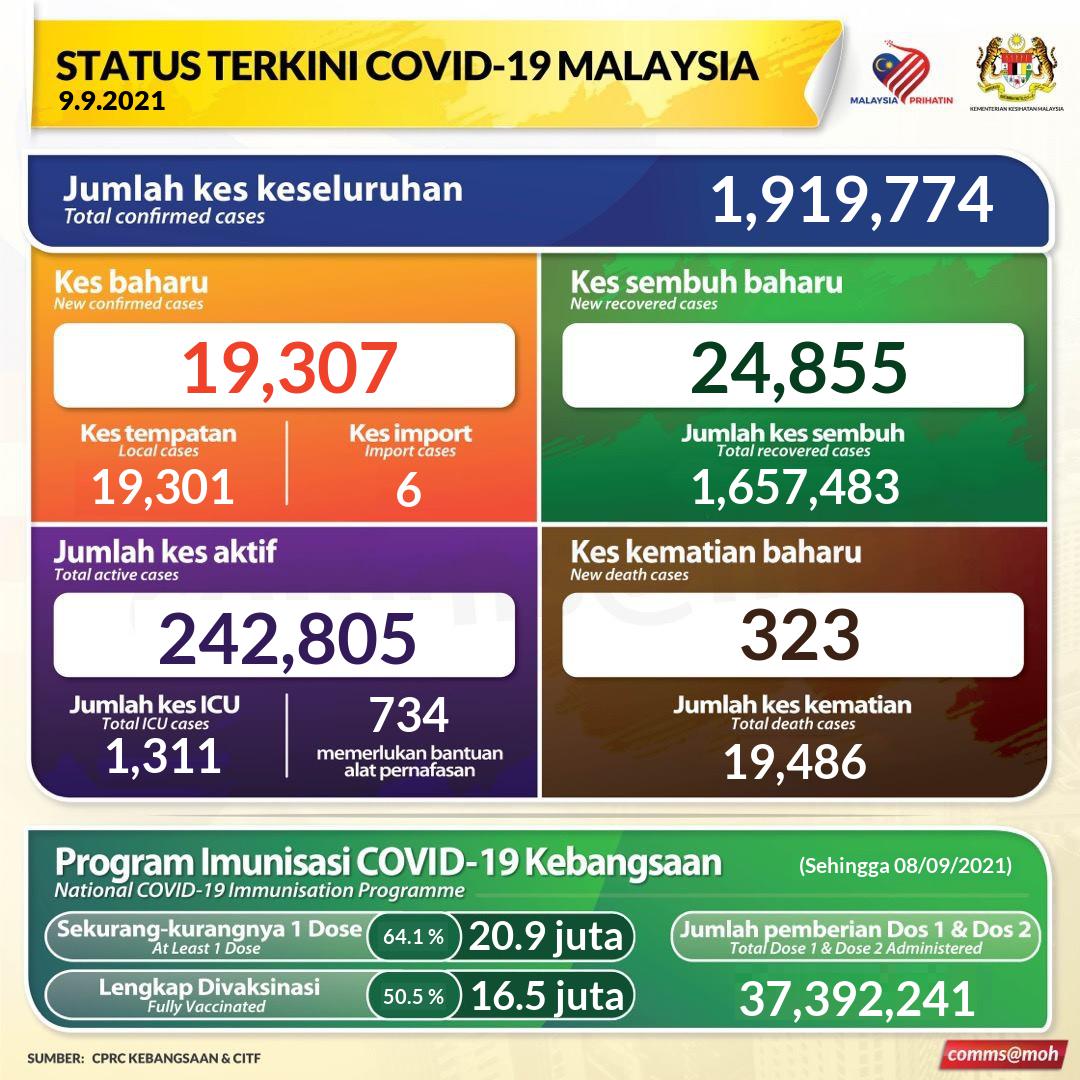 STATUS TERKINI COVID-19 MALAYSIA
9.9.2021
MALAYSIA PRIHATIN
KEMENTERIAN KESIHATAN MALAYSIA
Jumlah kes keseluruhan
Total confirmed cases
1,919,774
Kes baharu
New confirmed cases
19,307
Kes tempatan
Local cases
19,301
Kes import
Import cases
6
Kes sembuh baharu
New recovered cases
24,855
Jumlah kes sembuh
Total recovered cases
1,657,483
Jumlah kes aktif
Total active cases
242,805
Jumlah kes ICU
Total ICU cases
1,311
734
memerlukan bantuan
alat pernafasan
Kes kematian baharu
New death cases
323
Jumlah kes kematian
Total death cases
19,486
Program Imunisasi COVID-19 Kebangsaan
National COVID-19 Immunisation Programme
(Sehingga 08/09/2021)
Sekurang-kurangnya 1 Dose
At Least 1 Dose
64.1 %
20.9 juta
Lengkap Divaksinasi
Fully Vaccinated
50.5 %
16.5 juta
Jumlah pemberian Dos 1 & Dos 2
Total Dose 1 & Dose 2 Administered
37,392,241
SUMBER: CPRC KEBANGSAAN & CITF
comms@moh